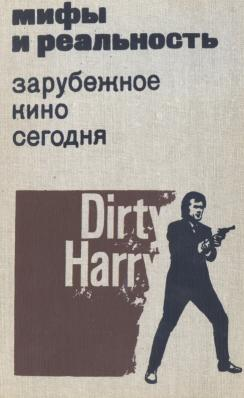 мифы
и реальность
зарубежное
кино
сегодня
Dirty
Harry